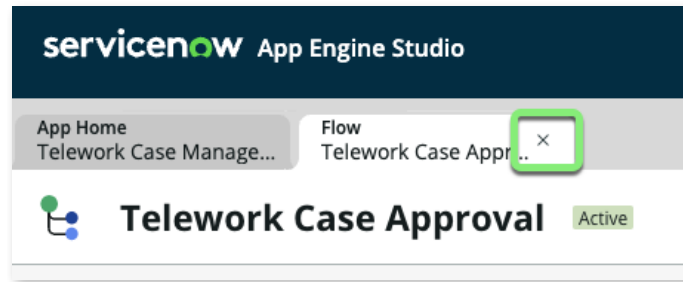 servicenow App Engine Studio
App Home
Telework Case Manage...
Flow
Telework Case Appr..
Telework Case Approval Active